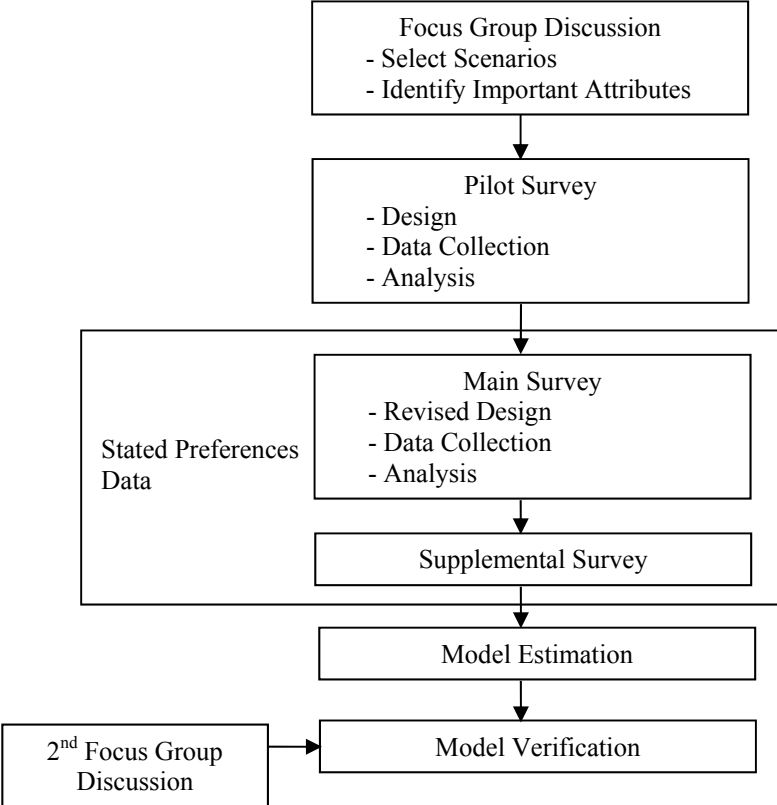 Focus Group Discussion
- Select Scenarios
- Identify Important Attributes
Pilot Survey
- Design
- Data Collection
- Analysis
Main Survey
- Revised Design
- Data Collection
- Analysis
Stated Preferences
Data
Supplemental Survey
Model Estimation
Model Verification
2nd Focus Group
Discussion